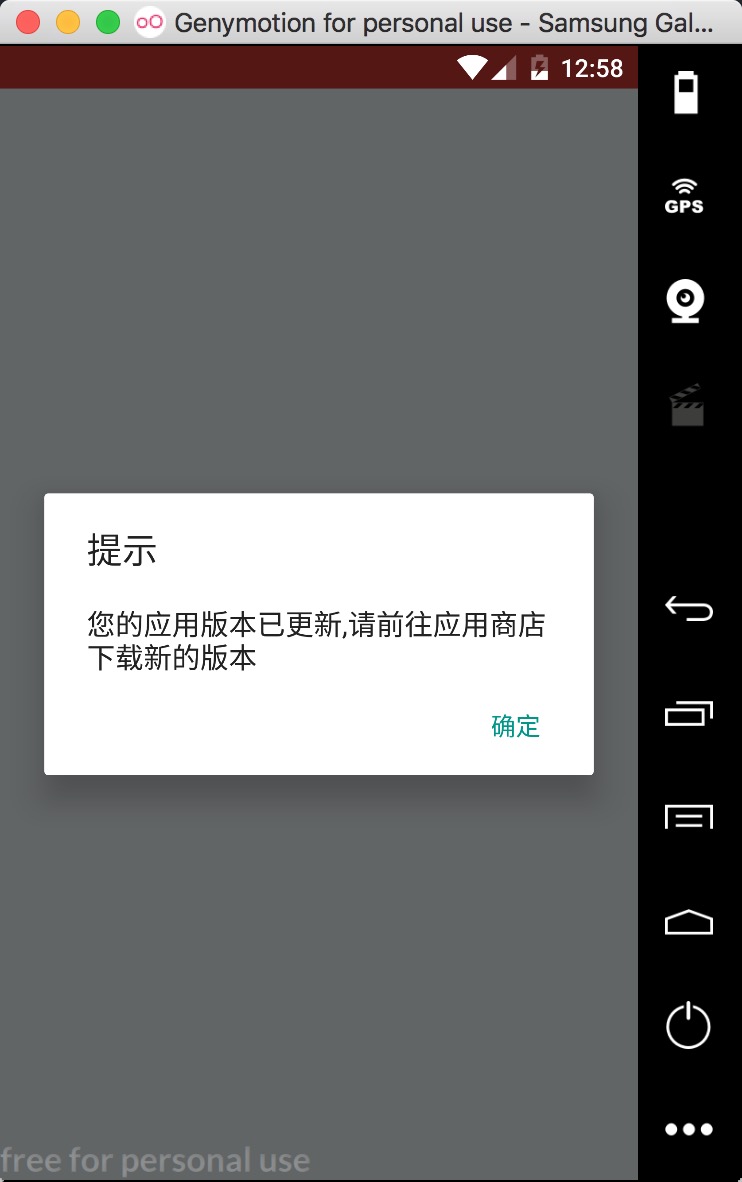 Genymotion for personal use - Samsung Gal...
12:58
GPS
提示
您的应用版本已更新,请前往应用商店
下载新的版本
确定
free for personal use